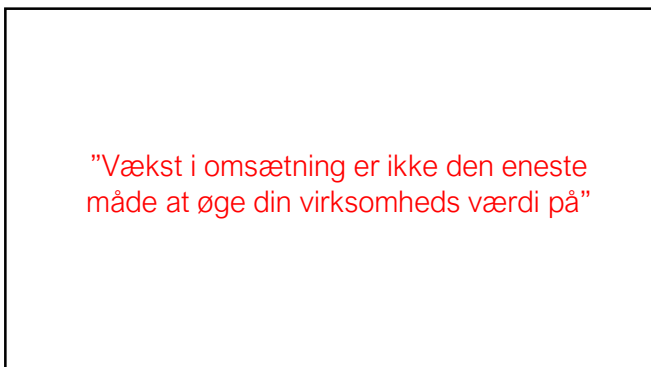 ”Vækst i omsætning er ikke den eneste
måde at øge din virksomheds værdi på”